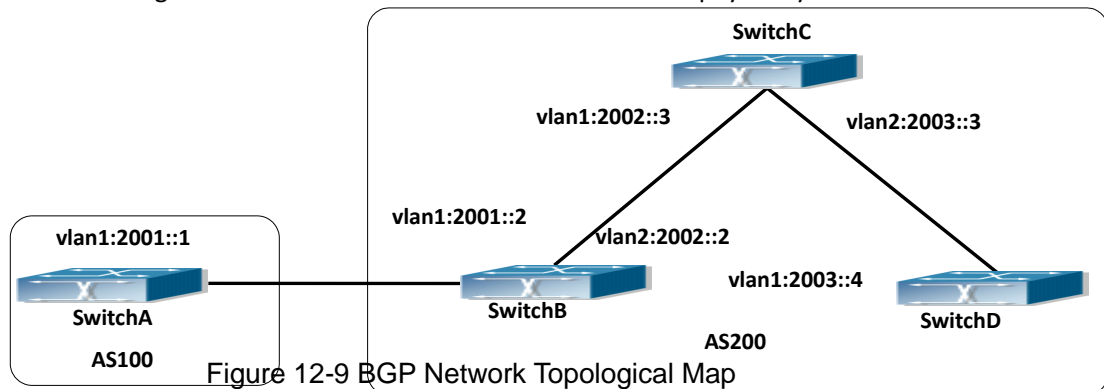 SwitchC
vlan1:2002::3
vlan2:2003::3
vlan1:2001::2
vlan1:2001::1
vlan2:2002::2
vlan1:2003::4
SwitchA
SwitchB
SwitchD
AS100
AS200
Figure 12-9 BGP Network Topological Map